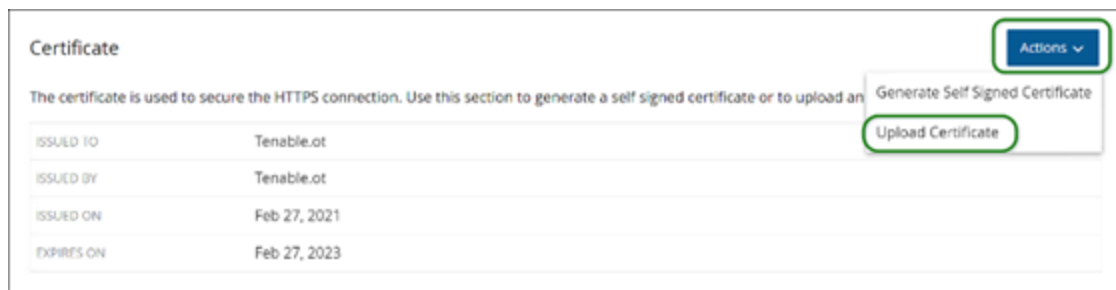 Certificate
Actions
The certificate is used to secure the HTTPS connection. Use this section to generate a self signed certificate or to upload an
Generate Self Signed Certificate
Upload Certificate
ISSUED TO Tenable.ot
ISSUED BY Tenable.ot
ISSUED ON Feb 27, 2021
EXPIRES ON Feb 27, 2023